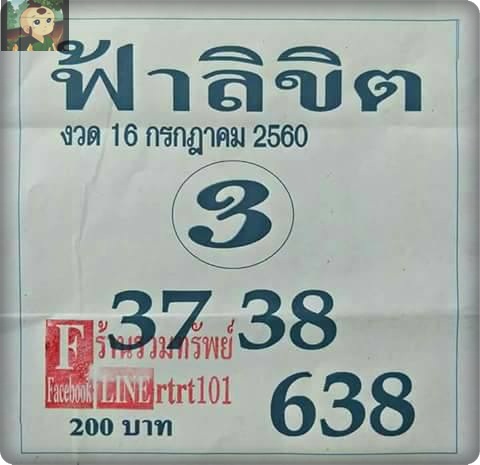 ฟ้าลิขิต
งวด 16 กรกฎาคม 2560
3
37 38
F ร้านรวมทรัพย์
Facebook LINE rtrt101
638
200 บาท